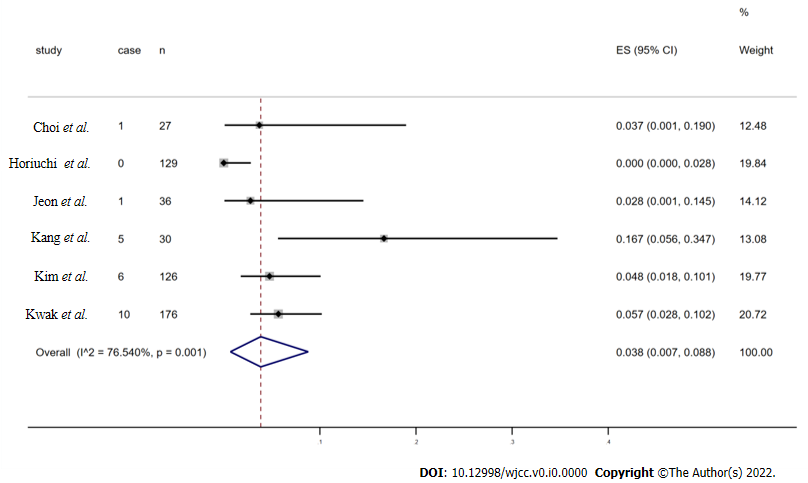 %
study case n ES (95% CI) Weight
Choi et al. 1 27 0.037 (0.001, 0.190) 12.48
Horiuchi et al. 0 129 0.000 (0.000, 0.028) 19.84
Jeon et al. 1 36 0.028 (0.001, 0.145) 14.12
Kang et al. 5 30 0.167 (0.056, 0.347) 13.08
Kim et al. 6 126 0.048 (0.018, 0.101) 19.77
Kwak et al. 10 176 0.057 (0.028, 0.102) 20.72
Overall (I^2 = 76.540%, p = 0.001) 0.038 (0.007, 0.088) 100.00
.1 .2 .3 .4
DOI: 10.12998/wjcc.v0.i0.0000 Copyright ©The Author(s) 2022.